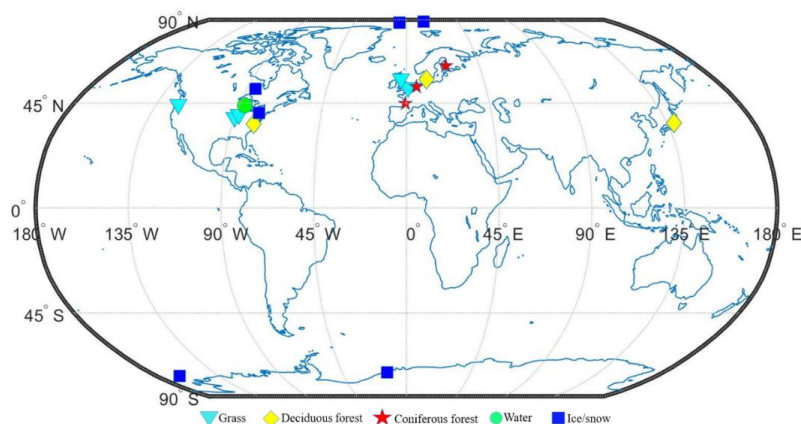 90° N
45° N
0°
180° W 135° W 90° W 45° W 0 45° E 90° E 135° E 180° E
45° S
90° S
Grass Deciduous forest Coniferous forest Water Ice/snow